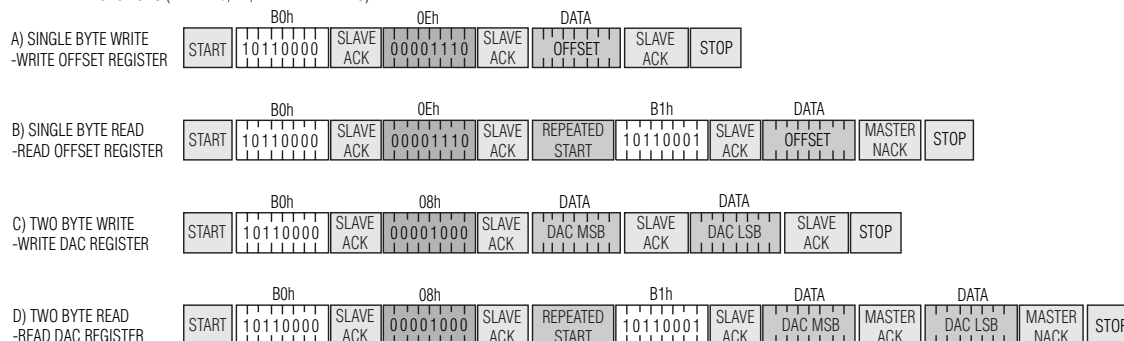 B0h 0Eh DATA
A) SINGLE BYTE WRITE
-WRITE OFFSET REGISTER
START 10110000 SLAVE ACK 00001110 SLAVE ACK OFFSET SLAVE ACK STOP
B0h 0Eh B1h DATA
B) SINGLE BYTE READ
-READ OFFSET REGISTER
START 10110000 SLAVE ACK 00001110 SLAVE ACK REPEATED START 10110001 SLAVE ACK OFFSET MASTER NACK STOP
B0h 08h DATA DATA
C) TWO BYTE WRITE
-WRITE DAC REGISTER
START 10110000 SLAVE ACK 00001000 SLAVE ACK DAC MSB SLAVE ACK DAC LSB SLAVE ACK STOP
B0h 08h B1h DATA DATA
D) TWO BYTE READ
-READ DAC REGISTER
START 10110000 SLAVE ACK 00001000 SLAVE ACK REPEATED START 10110001 SLAVE ACK DAC MSB MASTER ACK DAC LSB MASTER NACK STOP